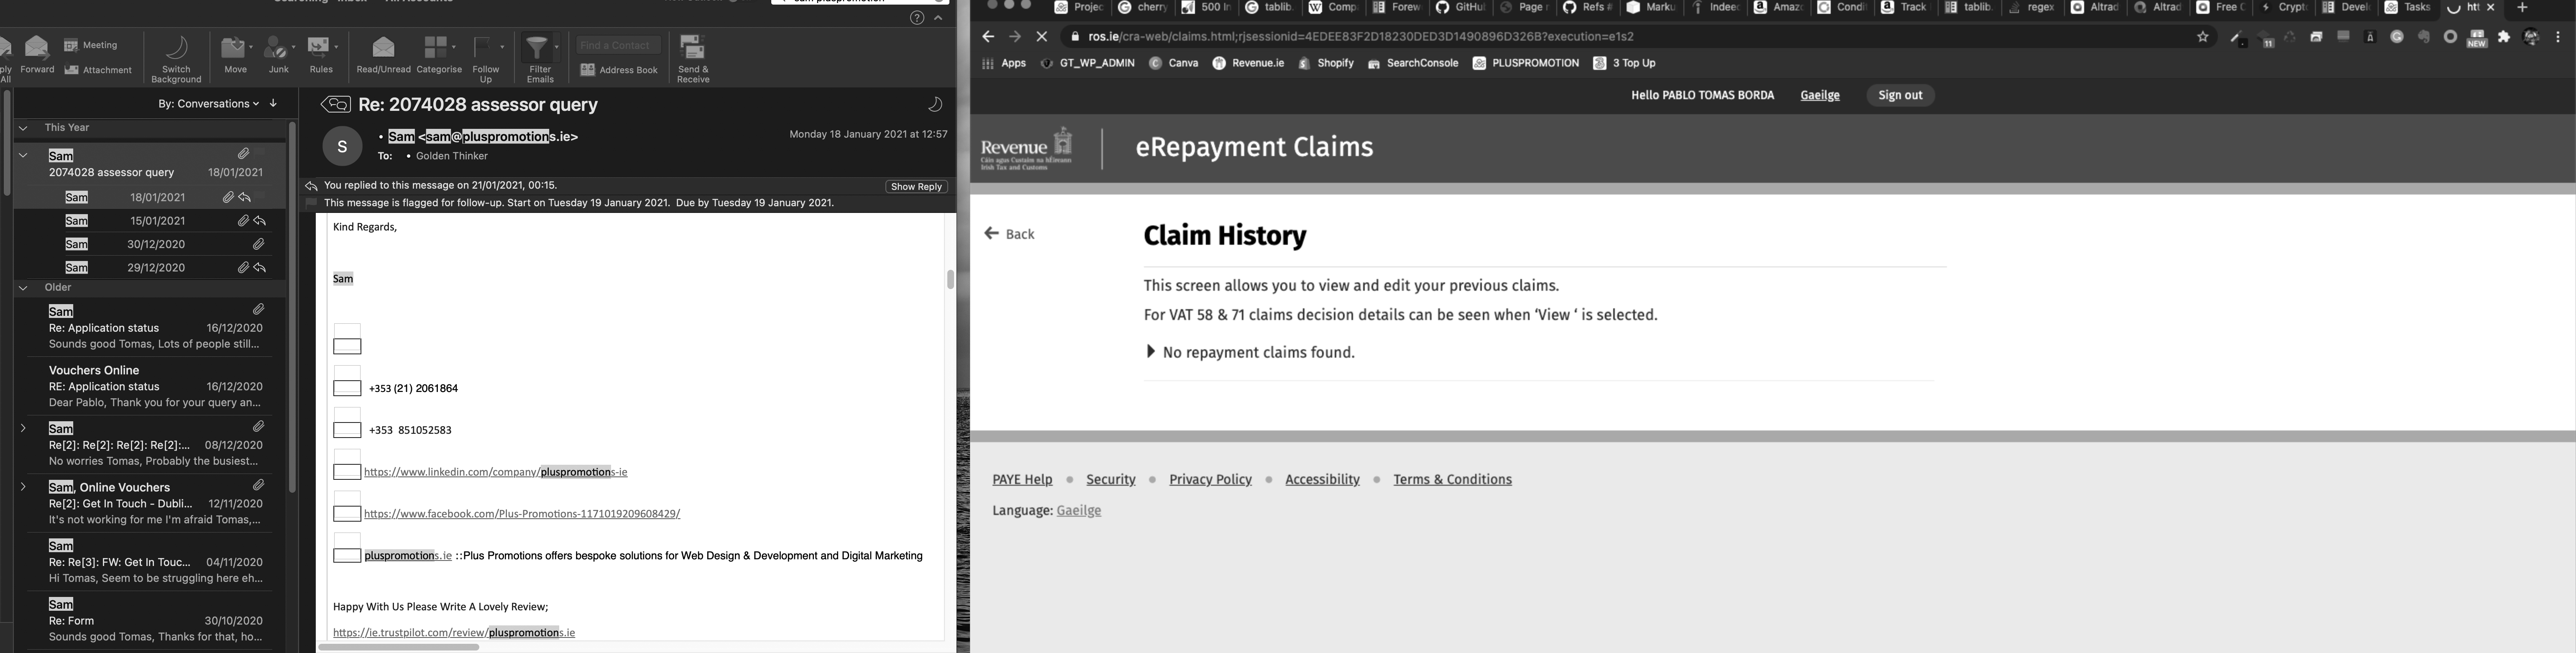 Searching "Inbox" All Accounts
ply
All
Forward
Meeting
Attachment
Switch
Background
Move
Junk
Rules
Read/Unread
Categorise
Follow
Up
Filter
Emails
Find a Contact
Address Book
Send &
Receive
By: Conversations
This Year
Sam
2074028 assessor query 18/01/2021
Sam 18/01/2021
Sam 15/01/2021
Sam 30/12/2020
Sam 29/12/2020
Older
Sam
Re: Application status 16/12/2020
Sounds good Tomas, Lots of people still...
Vouchers Online
RE: Application status 16/12/2020
Dear Pablo, Thank you for your query an...
Sam
Re[2]: Re[2]: Re[2]: Re[2]:... 08/12/2020
No worries Tomas, Probably the busiest...
Sam, Online Vouchers
Re[2]: Get In Touch - Dubli... 12/11/2020
It's not working for me I'm afraid Tomas,...
Sam
Re: Re[3]: FW: Get In Touc... 04/11/2020
Hi Tomas, Seem to be struggling here eh...
Sam
Re: Form 30/10/2020
Sounds good Tomas, Thanks for that, ho...
Re: 2074028 assessor query
S
Sam <sam@pluspromotions.ie>
Monday 18 January 2021 at 12:57
To: • Golden Thinker
You replied to this message on 21/01/2021, 00:15.
Show Reply
This message is flagged for follow-up. Start on Tuesday 19 January 2021. Due by Tuesday 19 January 2021.
Kind Regards,
Sam
+353 (21) 2061864
+353 851052583
https://www.linkedin.com/company/pluspromotions-ie
https://www.facebook.com/Plus-Promotions-1171019209608429/
pluspromotions.ie ::Plus Promotions offers bespoke solutions for Web Design & Development and Digital Marketing
Happy With Us Please Write A Lovely Review;
https://ie.trustpilot.com/review/pluspromotions.ie
Projec cherry 500 In tablib. Comp Forew GitHul Page r Refs # Marku Indeed Amaz Condi Track tablib. regex Altrad Altrad Free C Crypto Devel Tasks htt
ros.ie/cra-web/claims.html;rjsessionid=4EDEE83F2D18230DED3D1490896D326B?execution=e1s2
11
NEW
Apps GT_WP_ADMIN Canva Revenue.ie Shopify SearchConsole PLUSPROMOTION 3 Top Up
Hello PABLO TOMAS BORDA Gaeilge Sign out
Revenue
Cáin agus Custaim na hÉireann
Irish Tax and Customs
eRepayment Claims
Back
Claim History
This screen allows you to view and edit your previous claims.
For VAT 58 & 71 claims decision details can be seen when ‘View ‘ is selected.
No repayment claims found.
PAYE Help • Security • Privacy Policy • Accessibility • Terms & Conditions
Language: Gaeilge